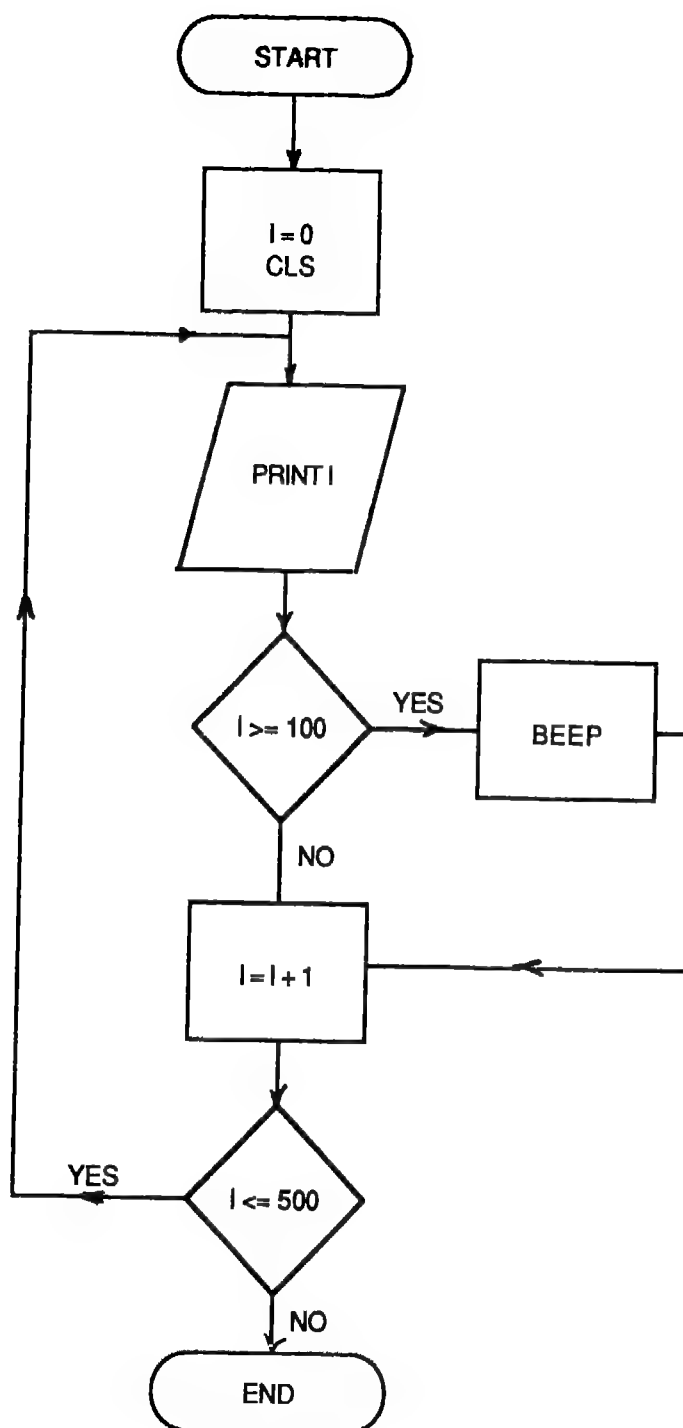 START
I = 0
CLS
PRINT I
I >= 100
YES
BEEP
NO
I = I + 1
YES
I <= 500
NO
END